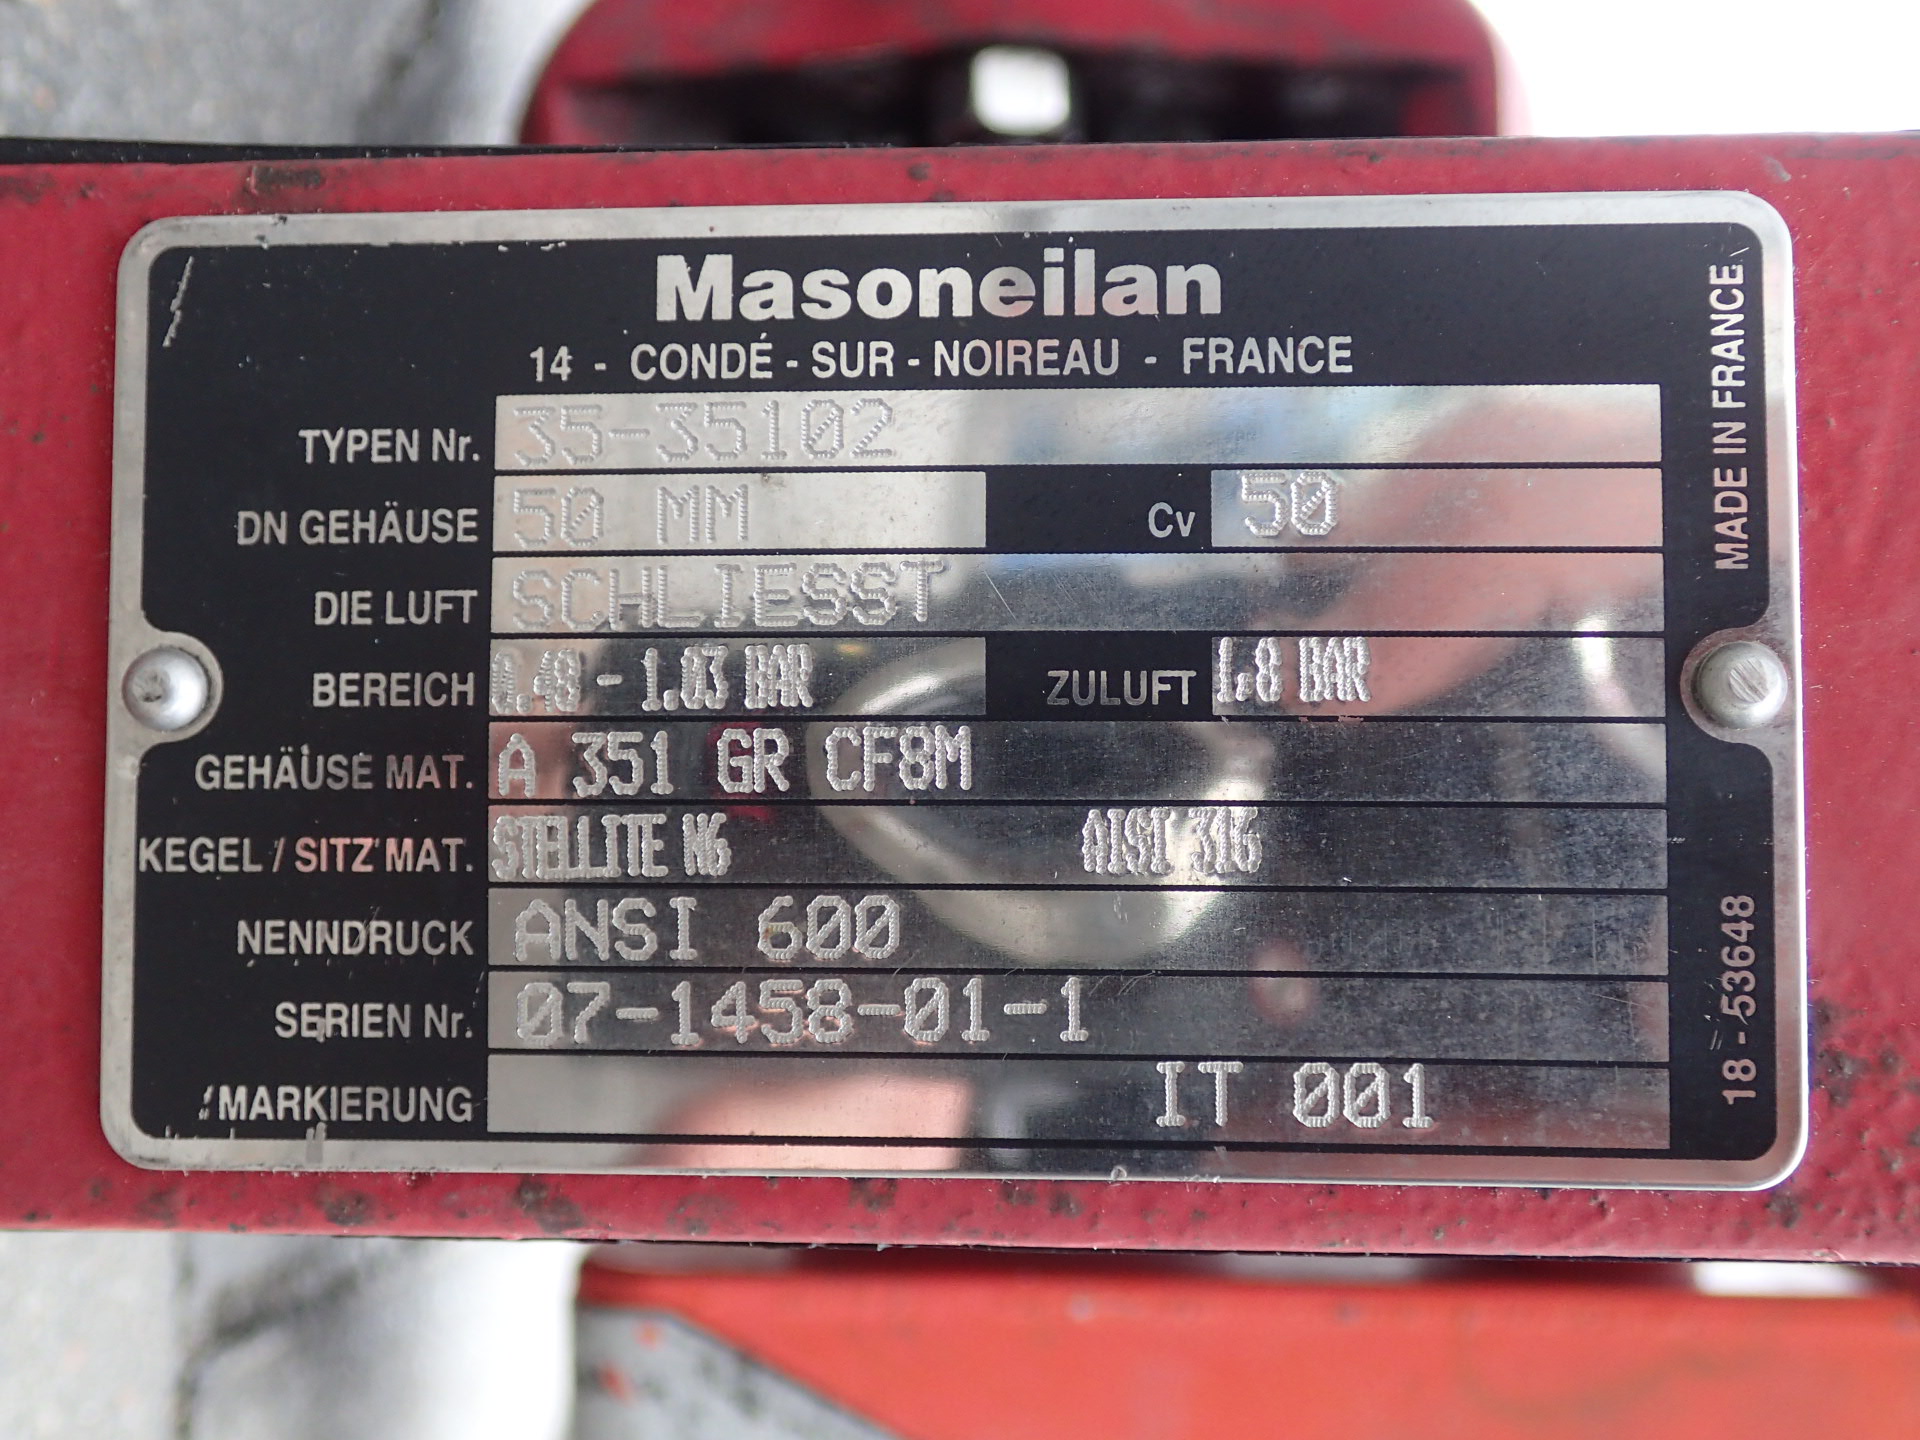 Masoneilan
14 - CONDÉ - SUR - NOIREAU - FRANCE
TYPEN Nr. 35-35102
DN GEHÄUSE 50 MM Cv 50
DIE LUFT SCHLIESST
BEREICH 0.48 - 1.03 BAR ZULUFT 1.8 BAR
GEHÄUSE MAT. A 351 GR CF8M
KEGEL / SITZ MAT. STELLITE N6 AISI 316
NENNDRUCK ANSI 600
SERIEN Nr. 07-1458-01-1
MARKIERUNG IT 001
MADE IN FRANCE
18 - 53648